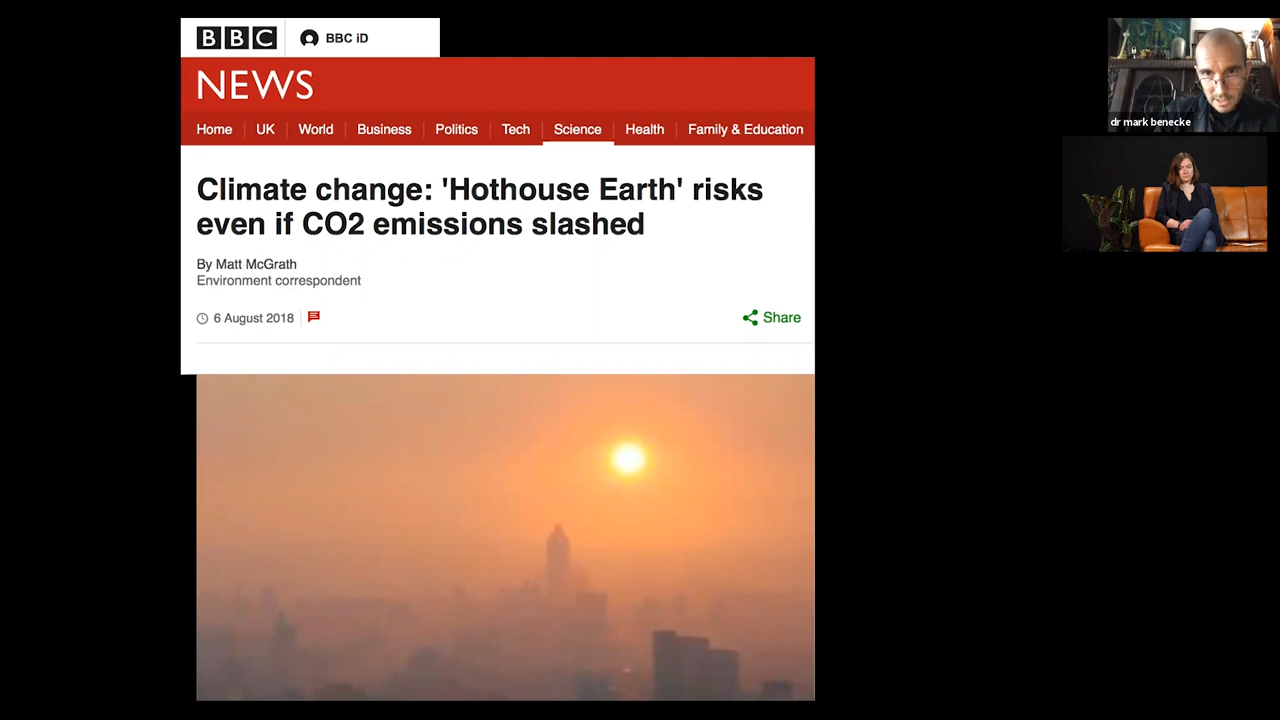 BBC
BBC iD
NEWS
Home UK World Business Politics Tech Science Health Family & Education
Climate change: 'Hothouse Earth' risks
even if CO2 emissions slashed
By Matt McGrath
Environment correspondent
6 August 2018
Share
dr mark benecke